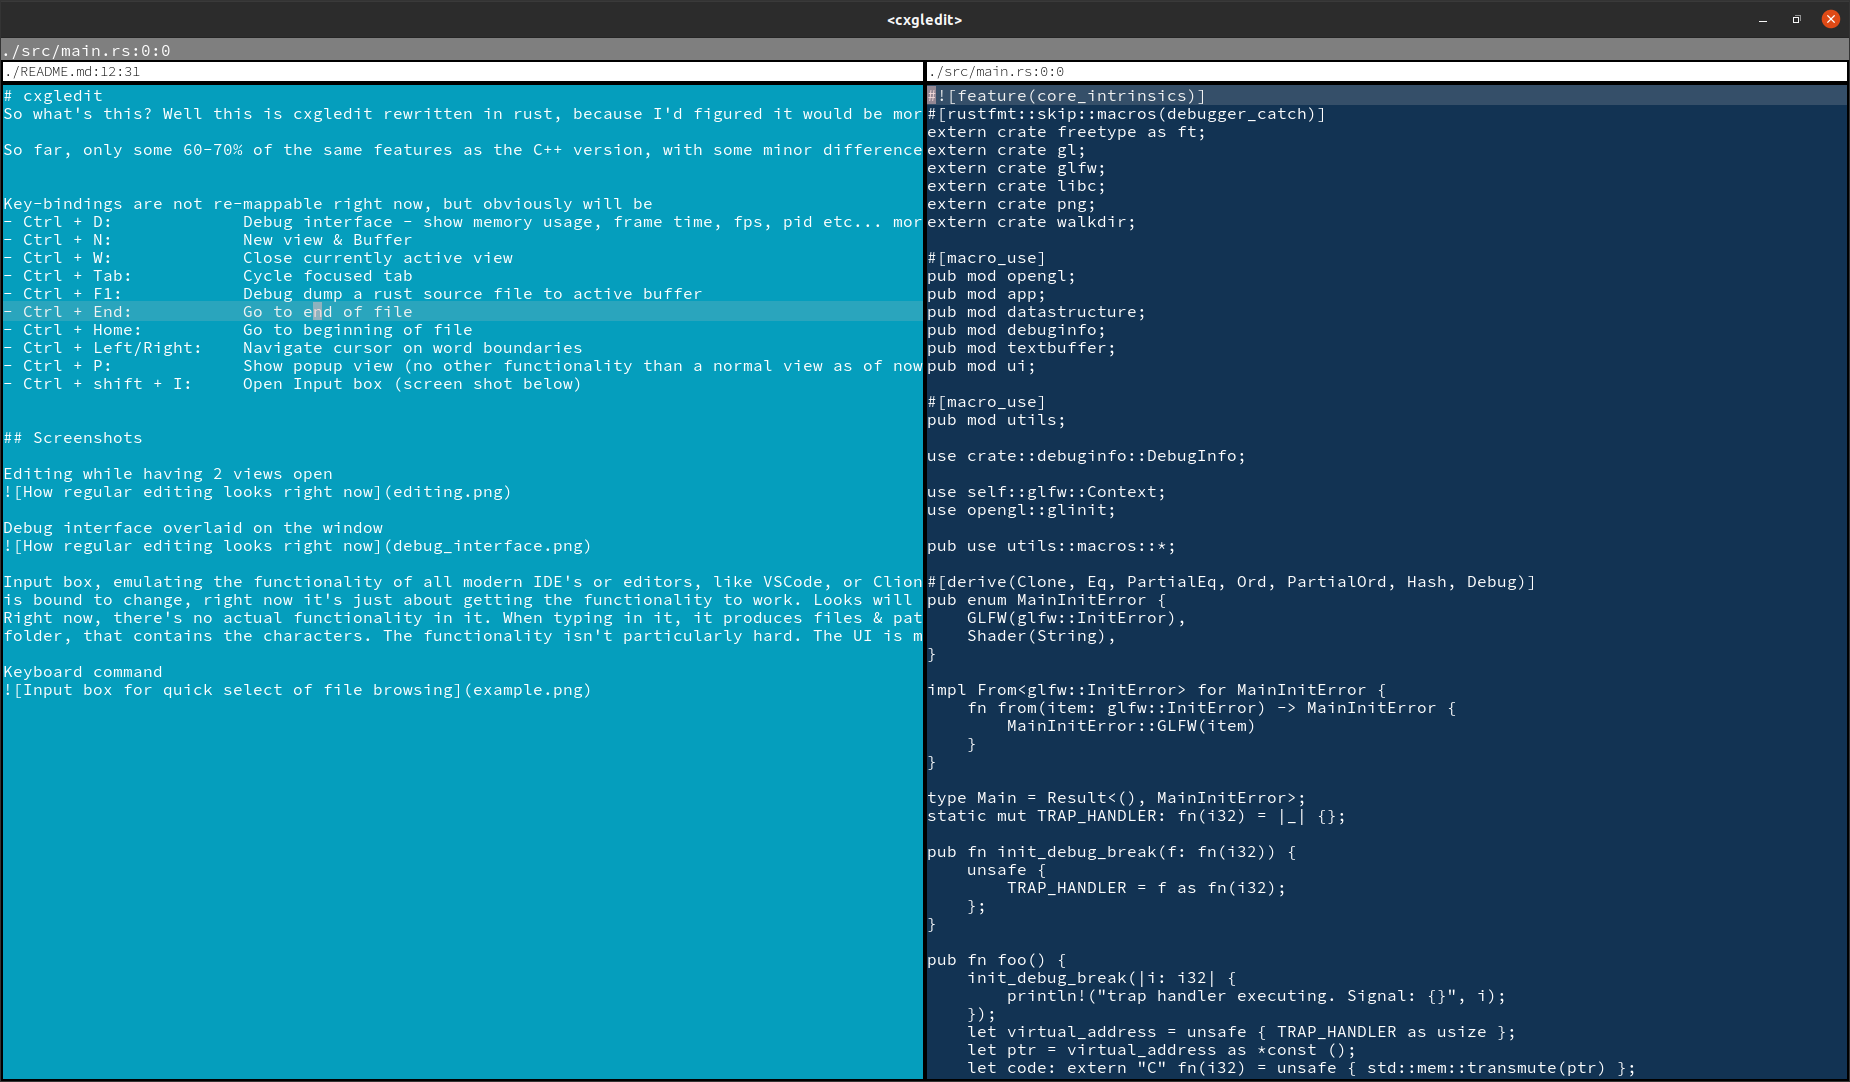 <cxgledit>
./src/main.rs:0:0
./README.md:12:31
# cxgledit
So what's this? Well this is cxgledit rewritten in rust, because I'd figured it would be mor
So far, only some 60-70% of the same features as the C++ version, with some minor difference
Key-bindings are not re-mappable right now, but obviously will be
- Ctrl + D:             Debug interface - show memory usage, frame time, fps, pid etc... mor
- Ctrl + N:             New view & Buffer
- Ctrl + W:             Close currently active view
- Ctrl + Tab:           Cycle focused tab
- Ctrl + F1:            Debug dump a rust source file to active buffer
- Ctrl + End:           Go to end of file
- Ctrl + Home:          Go to beginning of file
- Ctrl + Left/Right:    Navigate cursor on word boundaries
- Ctrl + P:             Show popup view (no other functionality than a normal view as of now
- Ctrl + shift + I:     Open Input box (screen shot below)
## Screenshots
Editing while having 2 views open
![How regular editing looks right now](editing.png)
Debug interface overlaid on the window
![How regular editing looks right now](debug_interface.png)
Input box, emulating the functionality of all modern IDE's or editors, like VSCode, or Clion
is bound to change, right now it's just about getting the functionality to work. Looks will
Right now, there's no actual functionality in it. When typing in it, it produces files & pat
folder, that contains the characters. The functionality isn't particularly hard. The UI is m
Keyboard command
![Input box for quick select of file browsing](example.png)
./src/main.rs:0:0
#![feature(core_intrinsics)]
#[rustfmt::skip::macros(debugger_catch)]
extern crate freetype as ft;
extern crate gl;
extern crate glfw;
extern crate libc;
extern crate png;
extern crate walkdir;
#[macro_use]
pub mod opengl;
pub mod app;
pub mod datastructure;
pub mod debuginfo;
pub mod textbuffer;
pub mod ui;
#[macro_use]
pub mod utils;
use crate::debuginfo::DebugInfo;
use self::glfw::Context;
use opengl::glinit;
pub use utils::macros::*;
#[derive(Clone, Eq, PartialEq, Ord, PartialOrd, Hash, Debug)]
pub enum MainInitError {
    GLFW(glfw::InitError),
    Shader(String),
}
impl From<glfw::InitError> for MainInitError {
    fn from(item: glfw::InitError) -> MainInitError {
        MainInitError::GLFW(item)
    }
}
type Main = Result<(), MainInitError>;
static mut TRAP_HANDLER: fn(i32) = |_| {};
pub fn init_debug_break(f: fn(i32)) {
    unsafe {
        TRAP_HANDLER = f as fn(i32);
    };
}
pub fn foo() {
    init_debug_break(|i: i32| {
        println!("trap handler executing. Signal: {}", i);
    });
    let virtual_address = unsafe { TRAP_HANDLER as usize };
    let ptr = virtual_address as *const ();
    let code: extern "C" fn(i32) = unsafe { std::mem::transmute(ptr) };